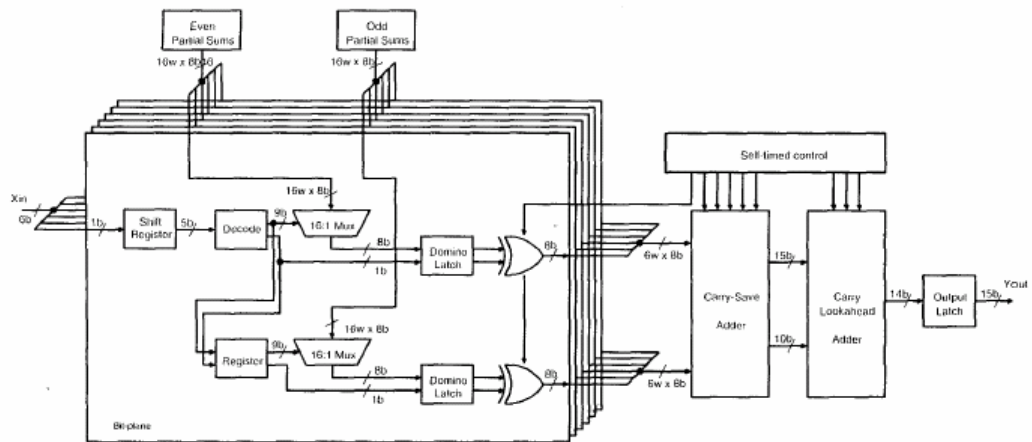 Even
Partial Sums
Odd
Partial Sums
16w x 8b
16
16w x 8b
Self-timed control
Xin
6b
1b
Shift
Register
5b
Decode
9b
16w x 8b
16:1 Mux
8b
1b
Domino
Latch
8b
6w x 8b
Carry-Save
Adder
15b
10b
Carry
Lookahead
Adder
14b
Output
Latch
15b
Yout
Register
9b
16w x 8b
16:1 Mux
8b
1b
Domino
Latch
8b
6w x 8b
Bit-plane